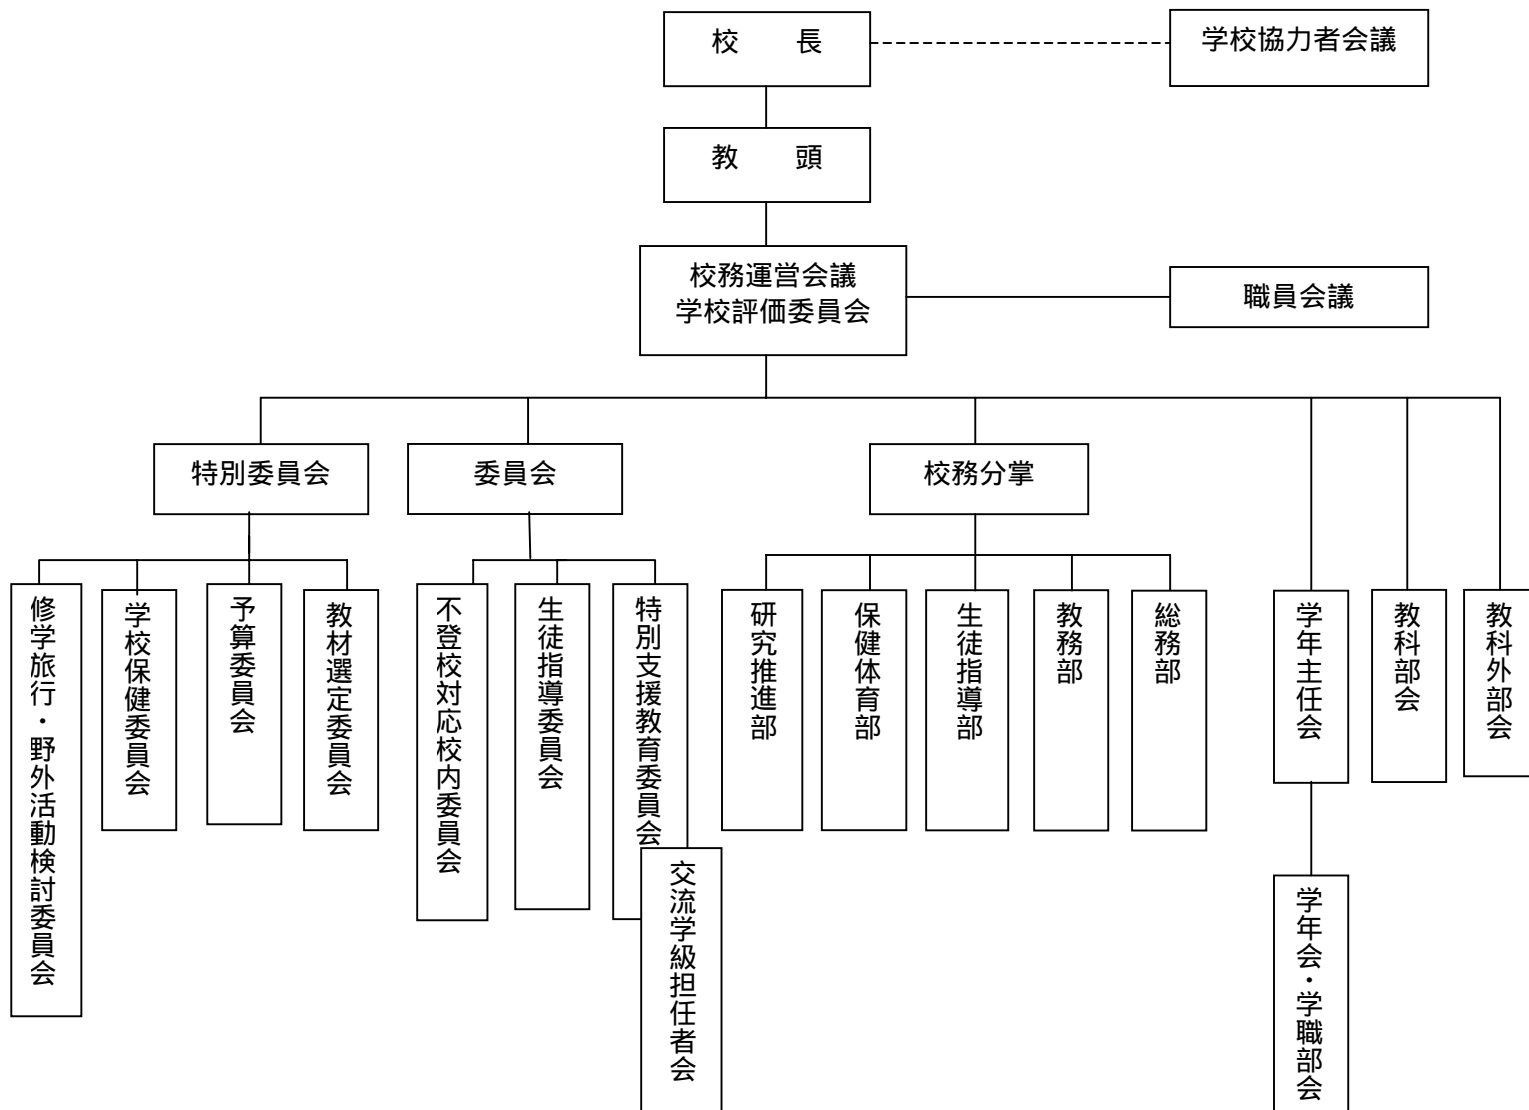 校　　長
学校協力者会議
教　　頭
校務運営会議
学校評価委員会
職員会議
特別委員会
委員会
校務分掌
修学旅行・野外活動検討委員会
学校保健委員会
予算委員会
教材選定委員会
不登校対応校内委員会
生徒指導委員会
特別支援教育委員会
交流学級担任者会
研究推進部
保健体育部
生徒指導部
教務部
総務部
学年主任会
教科部会
教科外部会
学年会・学職部会